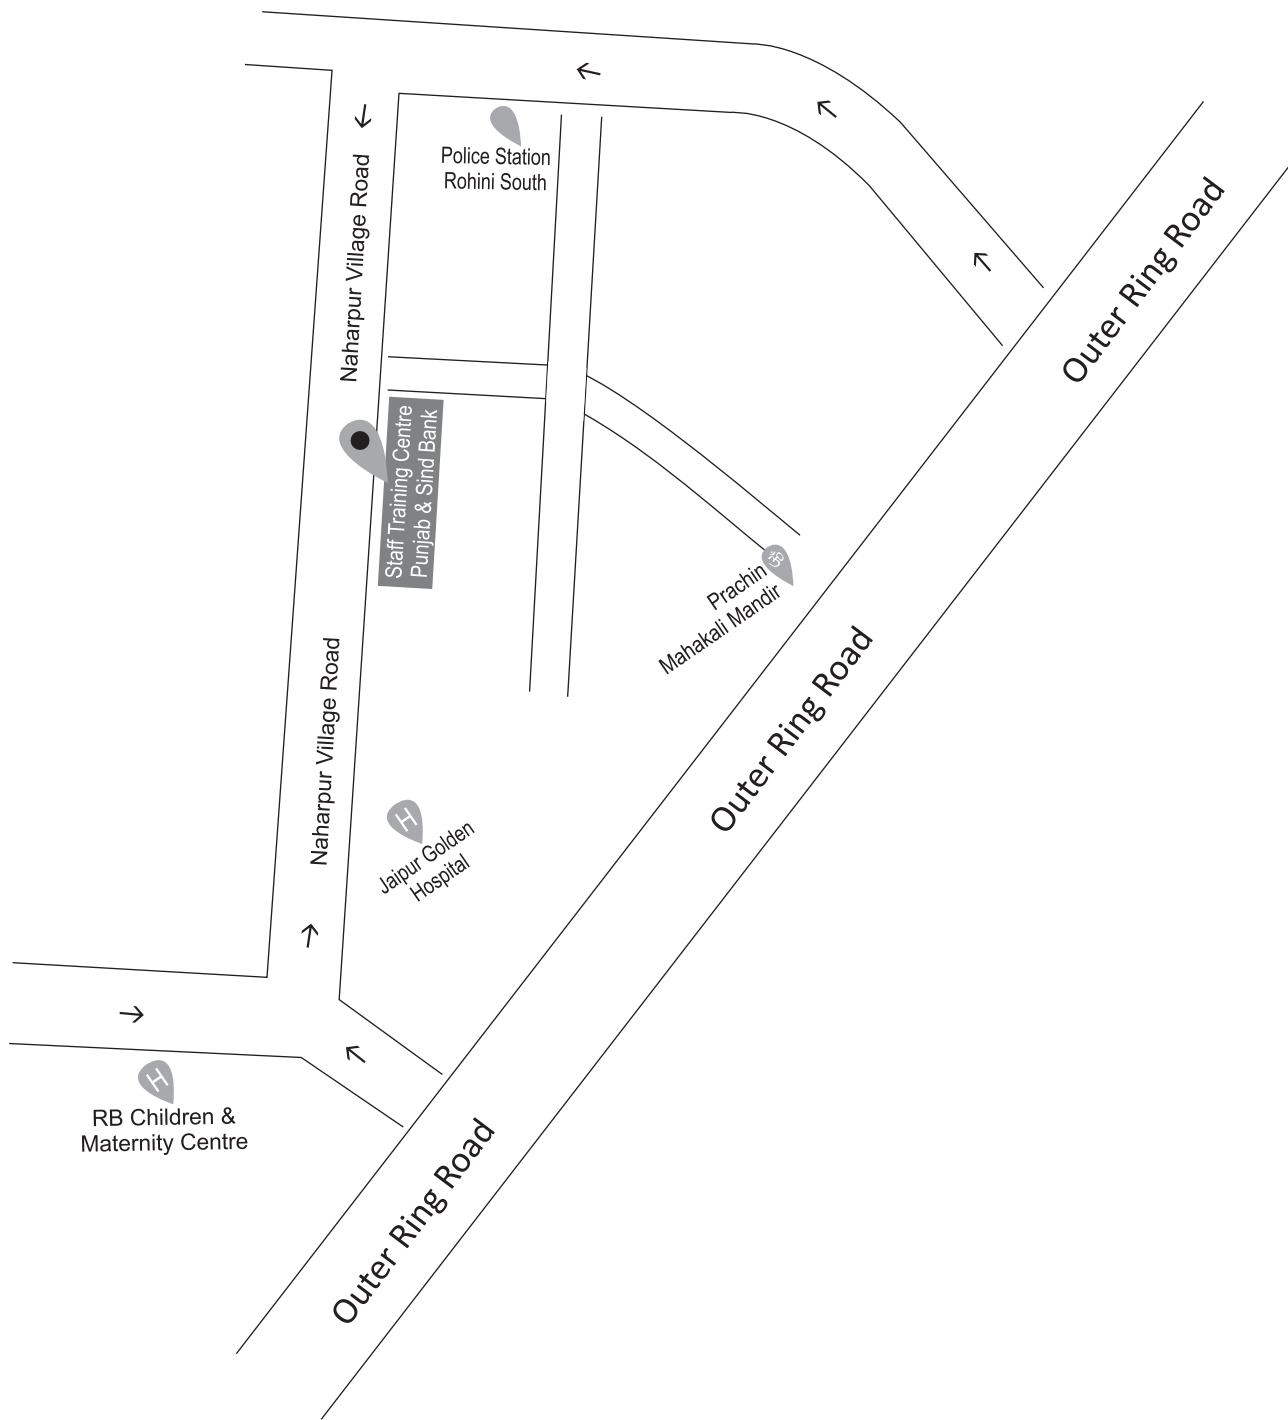 Police Station
Rohini South
Naharpur Village Road
Outer Ring Road
Staff Training Centre
Punjab & Sind Bank
ॐ
Prachin
Mahakali Mandir
Outer Ring Road
Naharpur Village Road
H
Jaipur Golden
Hospital
H
RB Children &
Maternity Centre
Outer Ring Road